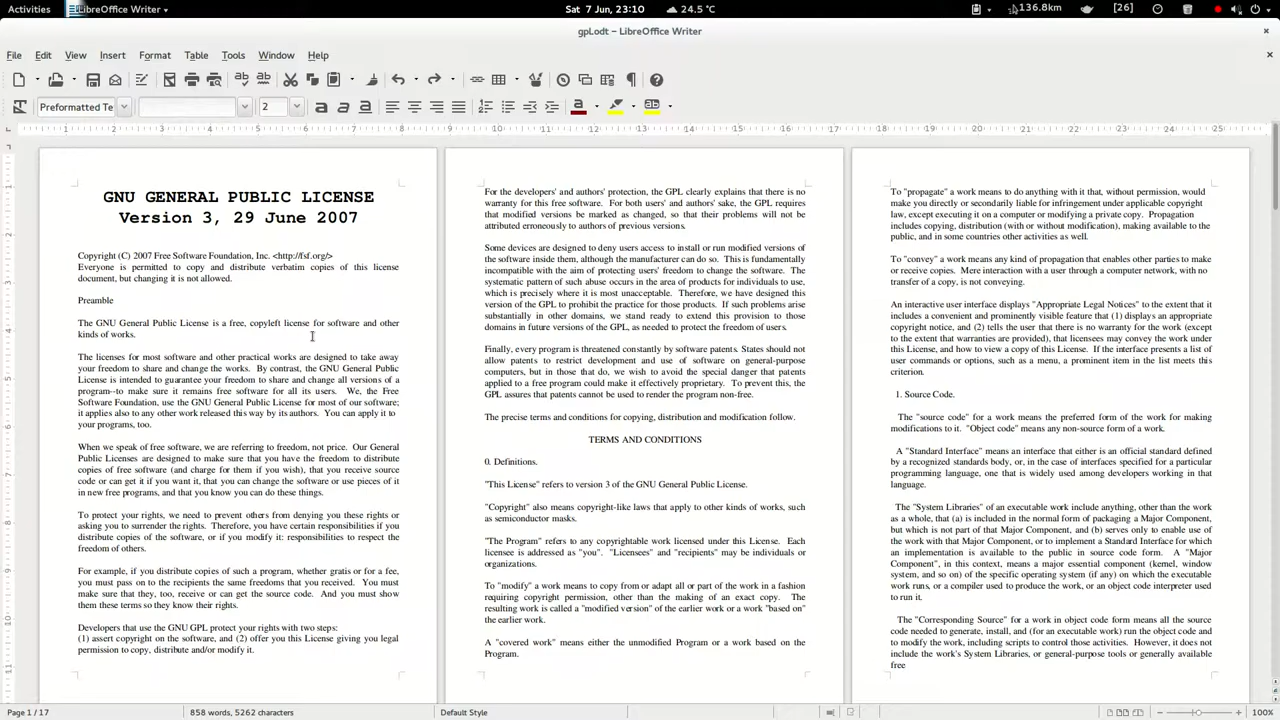 Activities
LibreOffice Writer
Sat 7 Jun, 23:10
24.5 °C
136.8km
[26]
gpl.odt – LibreOffice Writer
File Edit View Insert Format Table Tools Window Help
Preformatted Te
2
1 2 3 4 5 6 7 8 9 10 11 12 13 14 15 16 17 18 19 20 21 22 23 24 25
GNU GENERAL PUBLIC LICENSE
Version 3, 29 June 2007
Copyright (C) 2007 Free Software Foundation, Inc. <http://fsf.org/>
Everyone is permitted to copy and distribute verbatim copies of this license
document, but changing it is not allowed.
Preamble
The GNU General Public License is a free, copyleft license for software and other
kinds of works.
The licenses for most software and other practical works are designed to take away
your freedom to share and change the works. By contrast, the GNU General Public
License is intended to guarantee your freedom to share and change all versions of a
program--to make sure it remains free software for all its users. We, the Free
Software Foundation, use the GNU General Public License for most of our software;
it applies also to any other work released this way by its authors. You can apply it to
your programs, too.
When we speak of free software, we are referring to freedom, not price. Our General
Public Licenses are designed to make sure that you have the freedom to distribute
copies of free software (and charge for them if you wish), that you receive source
code or can get it if you want it, that you can change the software or use pieces of it
in new free programs, and that you know you can do these things.
To protect your rights, we need to prevent others from denying you these rights or
asking you to surrender the rights. Therefore, you have certain responsibilities if you
distribute copies of the software, or if you modify it: responsibilities to respect the
freedom of others.
For example, if you distribute copies of such a program, whether gratis or for a fee,
you must pass on to the recipients the same freedoms that you received. You must
make sure that they, too, receive or can get the source code. And you must show
them these terms so they know their rights.
Developers that use the GNU GPL protect your rights with two steps:
(1) assert copyright on the software, and (2) offer you this License giving you legal
permission to copy, distribute and/or modify it.
For the developers' and authors' protection, the GPL clearly explains that there is no
warranty for this free software. For both users' and authors' sake, the GPL requires
that modified versions be marked as changed, so that their problems will not be
attributed erroneously to authors of previous versions.
Some devices are designed to deny users access to install or run modified versions of
the software inside them, although the manufacturer can do so. This is fundamentally
incompatible with the aim of protecting users' freedom to change the software. The
systematic pattern of such abuse occurs in the area of products for individuals to use,
which is precisely where it is most unacceptable. Therefore, we have designed this
version of the GPL to prohibit the practice for those products. If such problems arise
substantially in other domains, we stand ready to extend this provision to those
domains in future versions of the GPL, as needed to protect the freedom of users.
Finally, every program is threatened constantly by software patents. States should not
allow patents to restrict development and use of software on general-purpose
computers, but in those that do, we wish to avoid the special danger that patents
applied to a free program could make it effectively proprietary. To prevent this, the
GPL assures that patents cannot be used to render the program non-free.
The precise terms and conditions for copying, distribution and modification follow.
TERMS AND CONDITIONS
0. Definitions.
"This License" refers to version 3 of the GNU General Public License.
"Copyright" also means copyright-like laws that apply to other kinds of works, such
as semiconductor masks.
"The Program" refers to any copyrightable work licensed under this License. Each
licensee is addressed as "you". "Licensees" and "recipients" may be individuals or
organizations.
To "modify" a work means to copy from or adapt all or part of the work in a fashion
requiring copyright permission, other than the making of an exact copy. The
resulting work is called a "modified version" of the earlier work or a work "based on"
the earlier work.
A "covered work" means either the unmodified Program or a work based on the
Program.
To "propagate" a work means to do anything with it that, without permission, would
make you directly or secondarily liable for infringement under applicable copyright
law, except executing it on a computer or modifying a private copy. Propagation
includes copying, distribution (with or without modification), making available to the
public, and in some countries other activities as well.
To "convey" a work means any kind of propagation that enables other parties to make
or receive copies. Mere interaction with a user through a computer network, with no
transfer of a copy, is not conveying.
An interactive user interface displays "Appropriate Legal Notices" to the extent that it
includes a convenient and prominently visible feature that (1) displays an appropriate
copyright notice, and (2) tells the user that there is no warranty for the work (except
to the extent that warranties are provided), that licensees may convey the work under
this License, and how to view a copy of this License. If the interface presents a list of
user commands or options, such as a menu, a prominent item in the list meets this
criterion.
1. Source Code.
The "source code" for a work means the preferred form of the work for making
modifications to it. "Object code" means any non-source form of a work.
A "Standard Interface" means an interface that either is an official standard defined
by a recognized standards body, or, in the case of interfaces specified for a particular
programming language, one that is widely used among developers working in that
language.
The "System Libraries" of an executable work include anything, other than the work
as a whole, that (a) is included in the normal form of packaging a Major Component,
but which is not part of that Major Component, and (b) serves only to enable use of
the work with that Major Component, or to implement a Standard Interface for which
an implementation is available to the public in source code form. A "Major
Component", in this context, means a major essential component (kernel, window
system, and so on) of the specific operating system (if any) on which the executable
work runs, or a compiler used to produce the work, or an object code interpreter used
to run it.
The "Corresponding Source" for a work in object code form means all the source
code needed to generate, install, and (for an executable work) run the object code and
to modify the work, including scripts to control those activities. However, it does not
include the work's System Libraries, or general-purpose tools or generally available
free
Page 1 / 17
858 words, 5262 characters
Default Style
100%